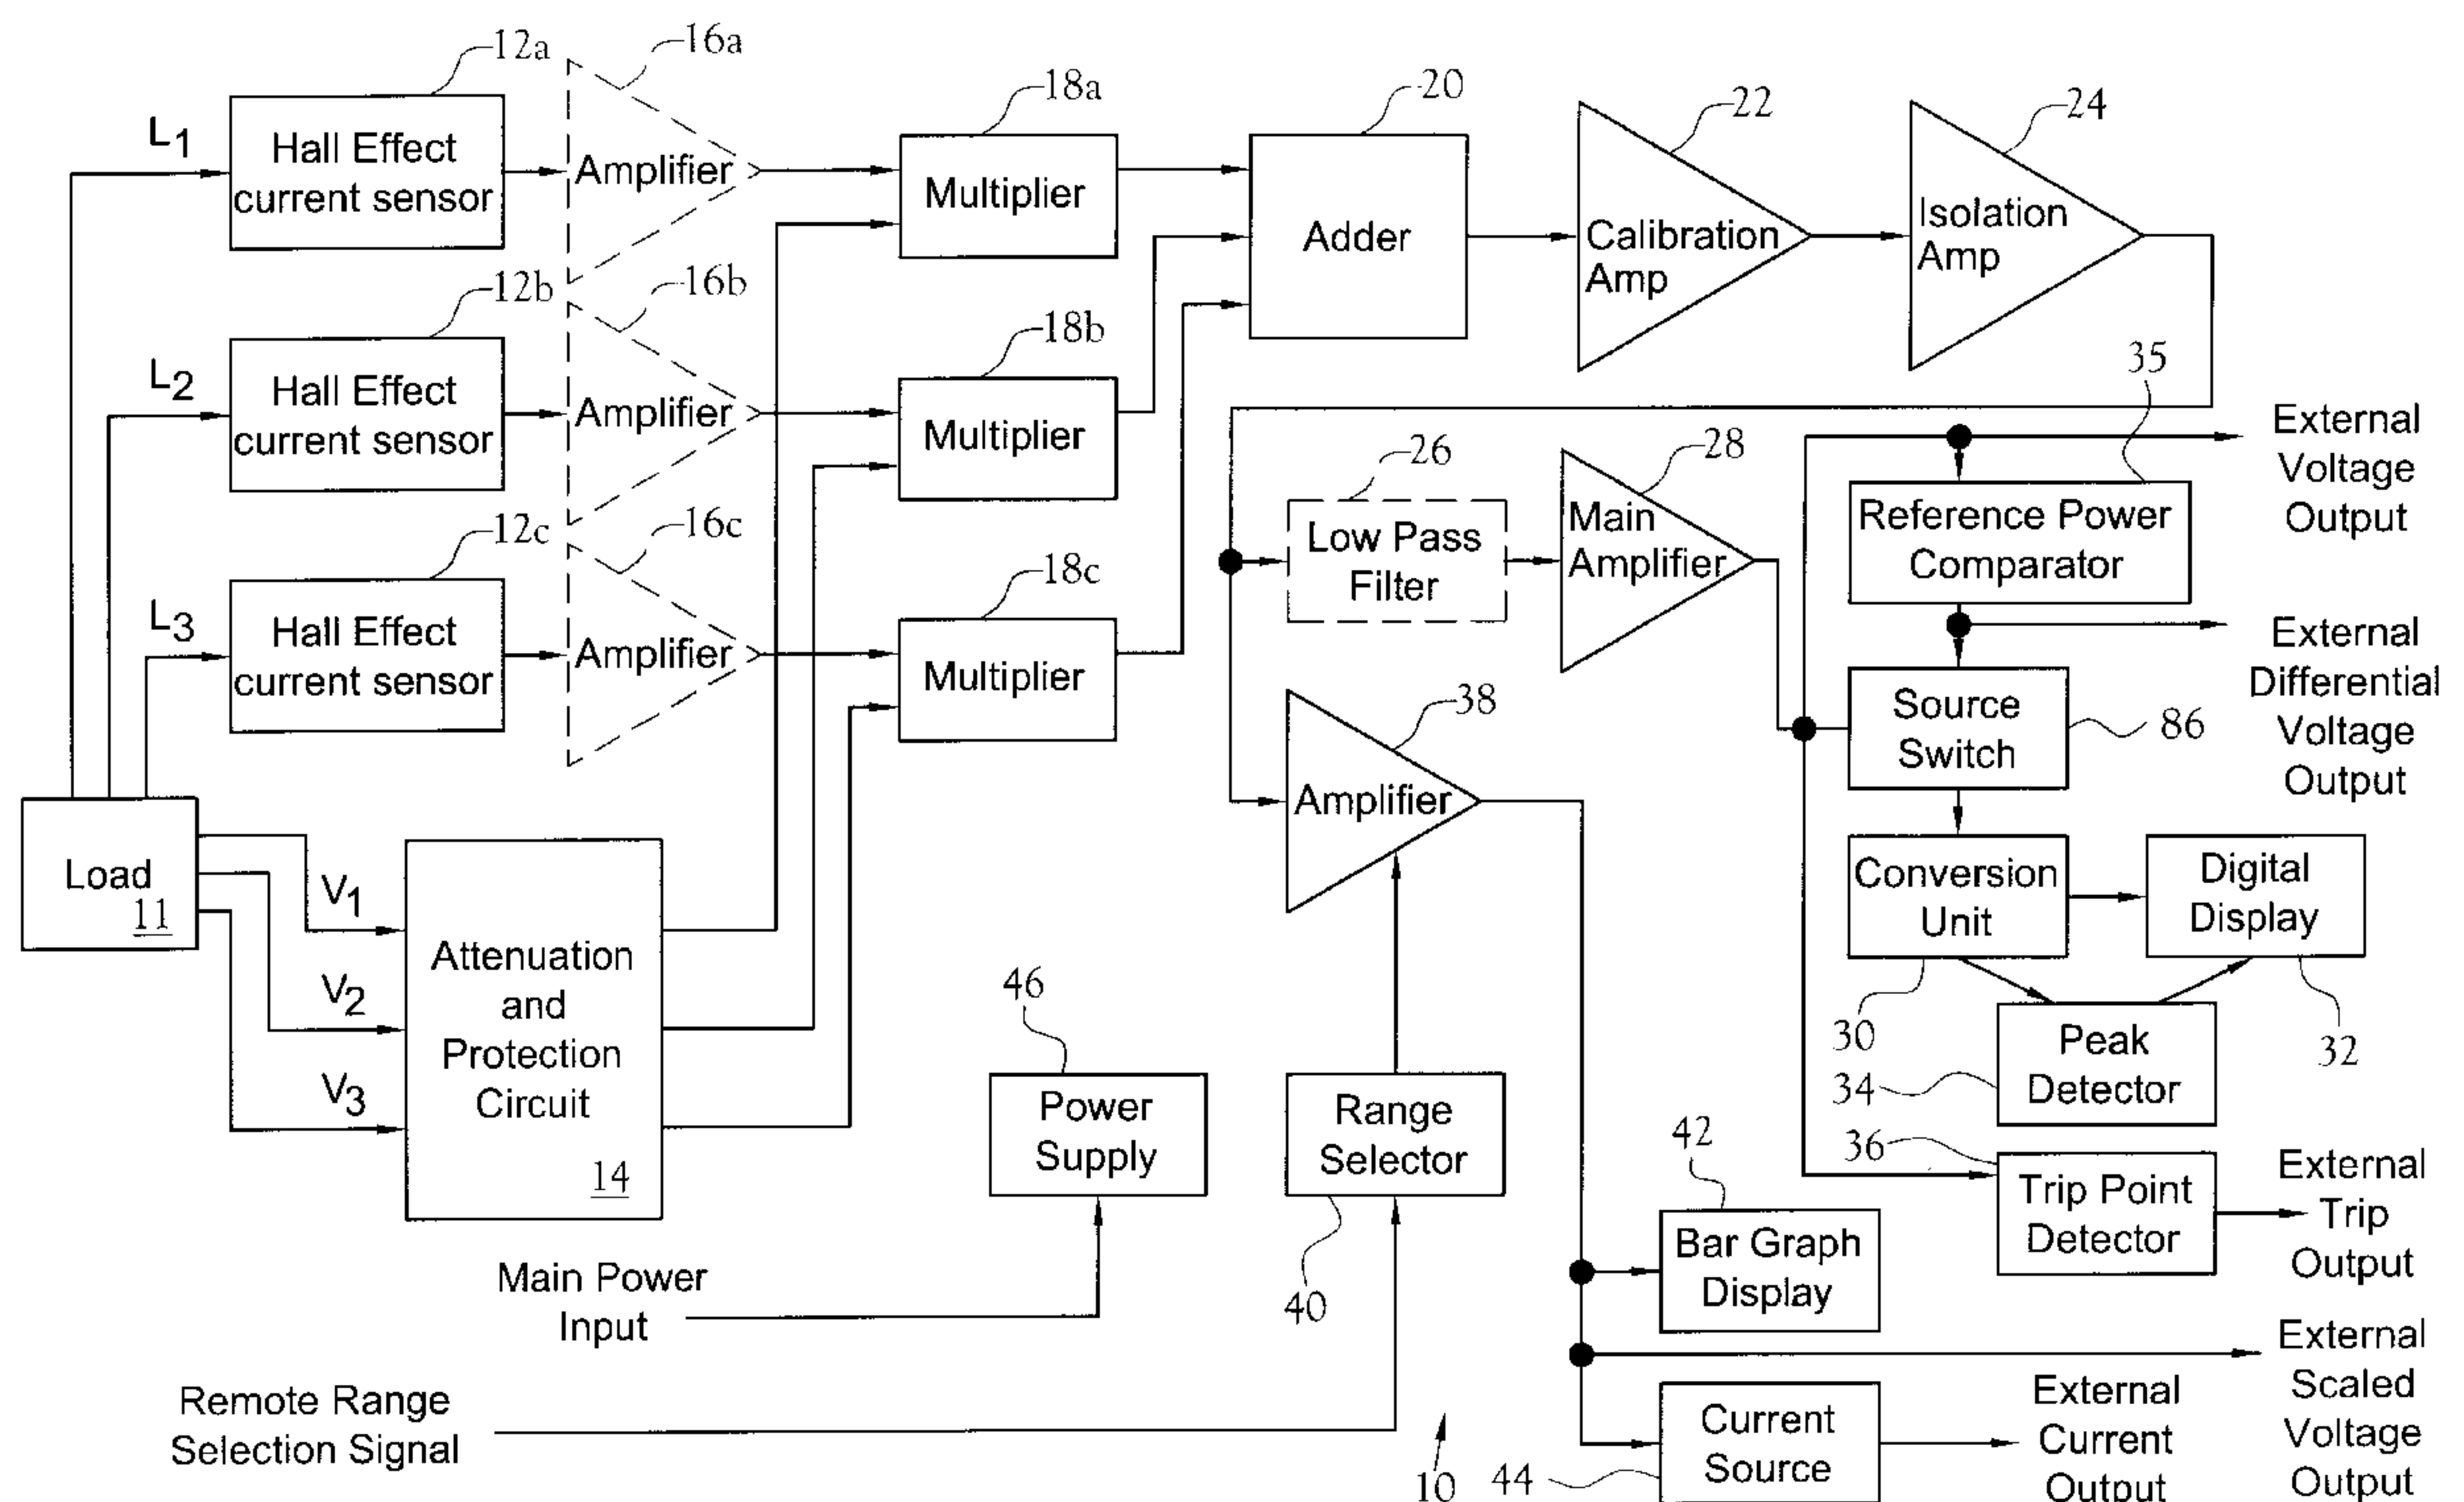 12a
16a
18a
20
22
24
L1
Hall Effect
current sensor
Amplifier
Multiplier
Adder
Calibration
Amp
Isolation
Amp
12b
16b
18b
35
L2
Hall Effect
current sensor
Amplifier
Multiplier
26
28
External
Voltage
Output
Low Pass
Filter
Main
Amplifier
Reference Power
Comparator
12c
16c
18c
L3
Hall Effect
current sensor
Amplifier
Multiplier
38
Source
Switch
86
External
Differential
Voltage
Output
Load
11
V1
V2
V3
Attenuation
and
Protection
Circuit
14
Amplifier
Conversion
Unit
30
Digital
Display
32
Peak
Detector
34
46
Power
Supply
Range
Selector
40
42
Bar Graph
Display
36
Trip Point
Detector
External
Trip
Output
Main Power
Input
Remote Range
Selection Signal
10
44
Current
Source
External
Current
Output
External
Scaled
Voltage
Output